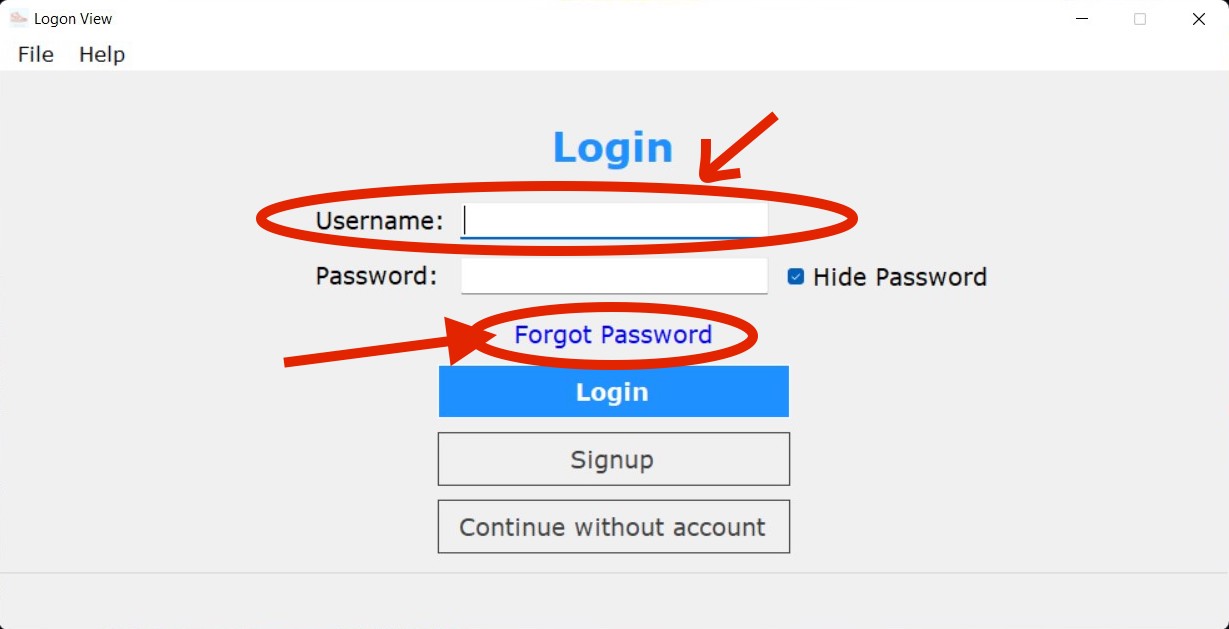 Logon View
File Help
Login
Username:
Password: Hide Password
Forgot Password
Login
Signup
Continue without account